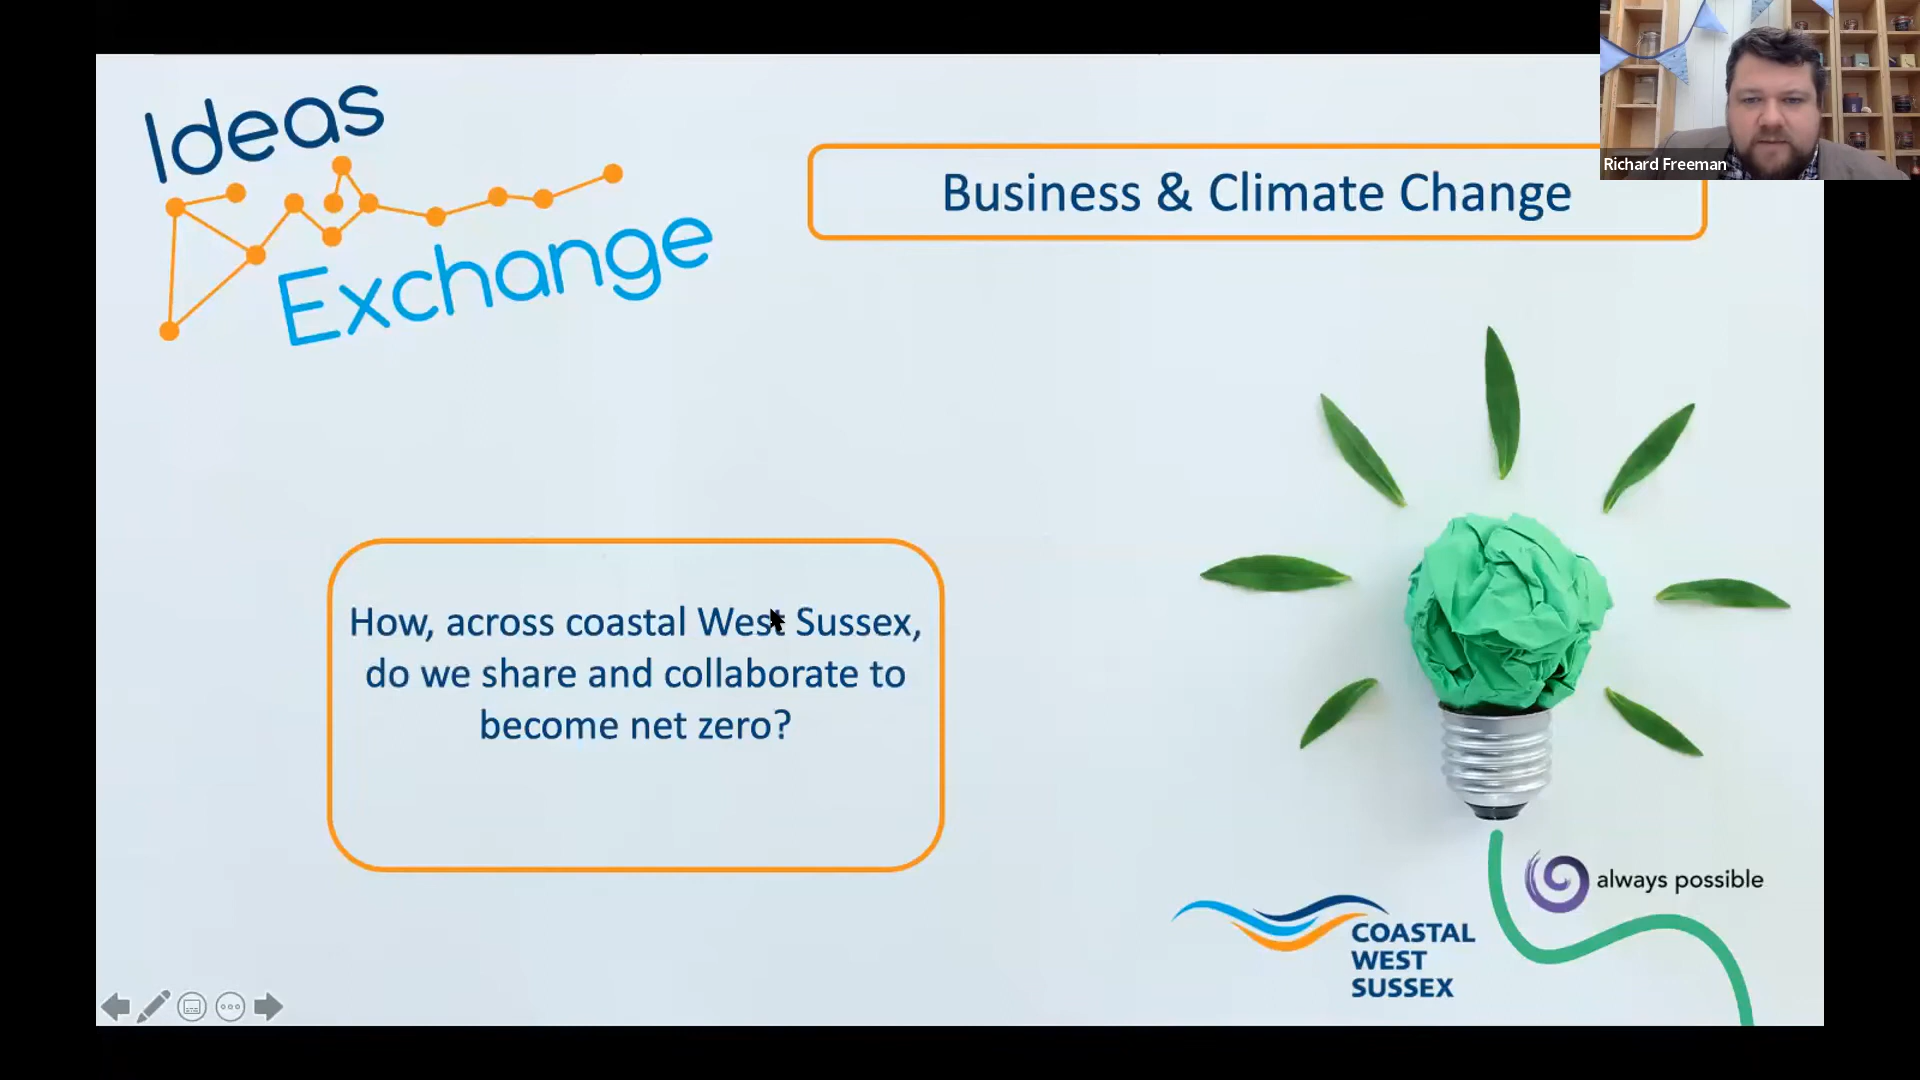 Ideas
Exchange
Business & Climate Change
Richard Freeman
How, across coastal West Sussex,
do we share and collaborate to
become net zero?
always possible
COASTAL
WEST
SUSSEX